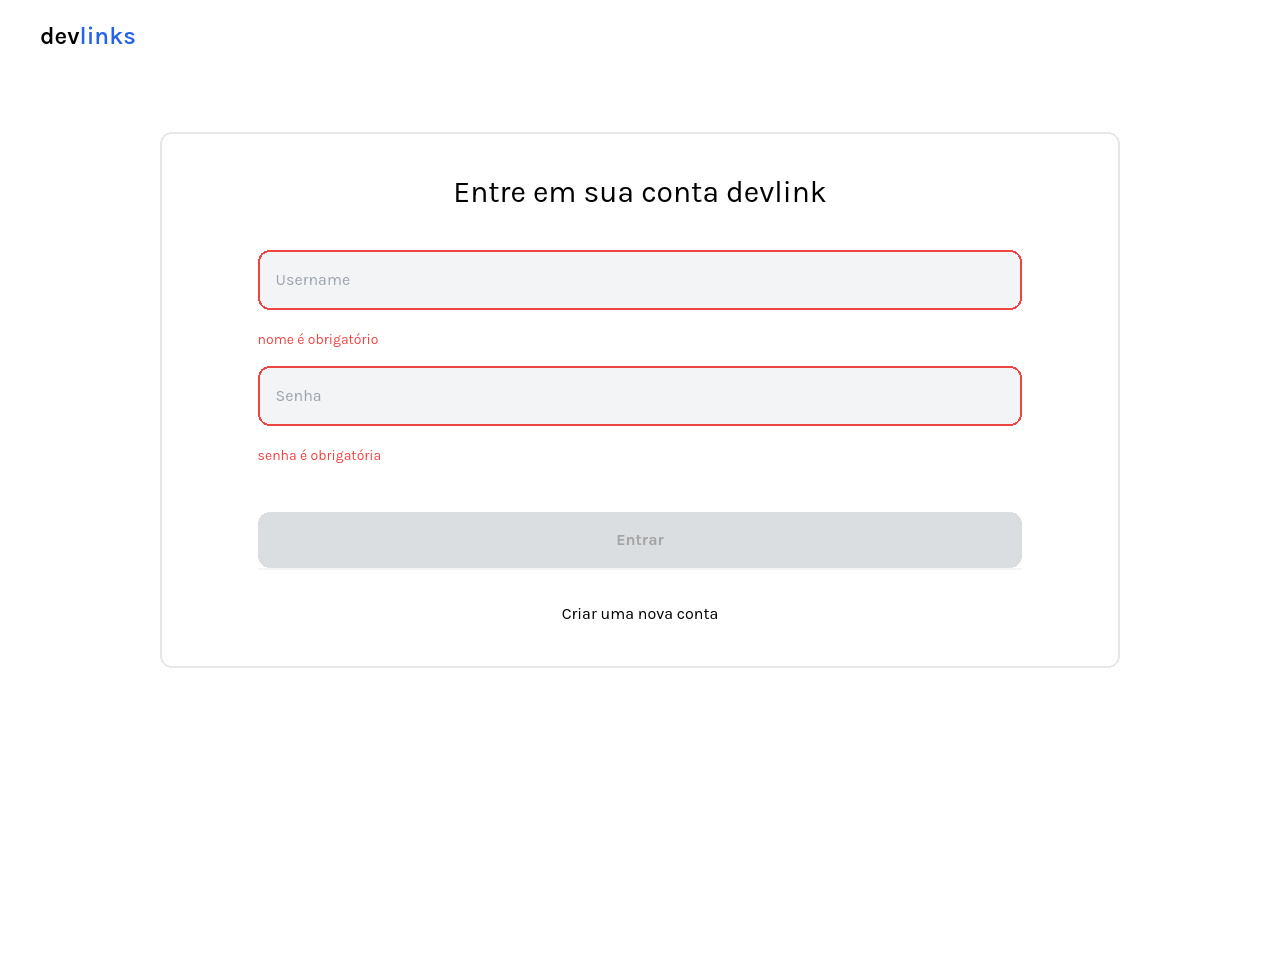 devlinks
Entre em sua conta devlink
Username
nome é obrigatório
Senha
senha é obrigatória
Entrar
Criar uma nova conta